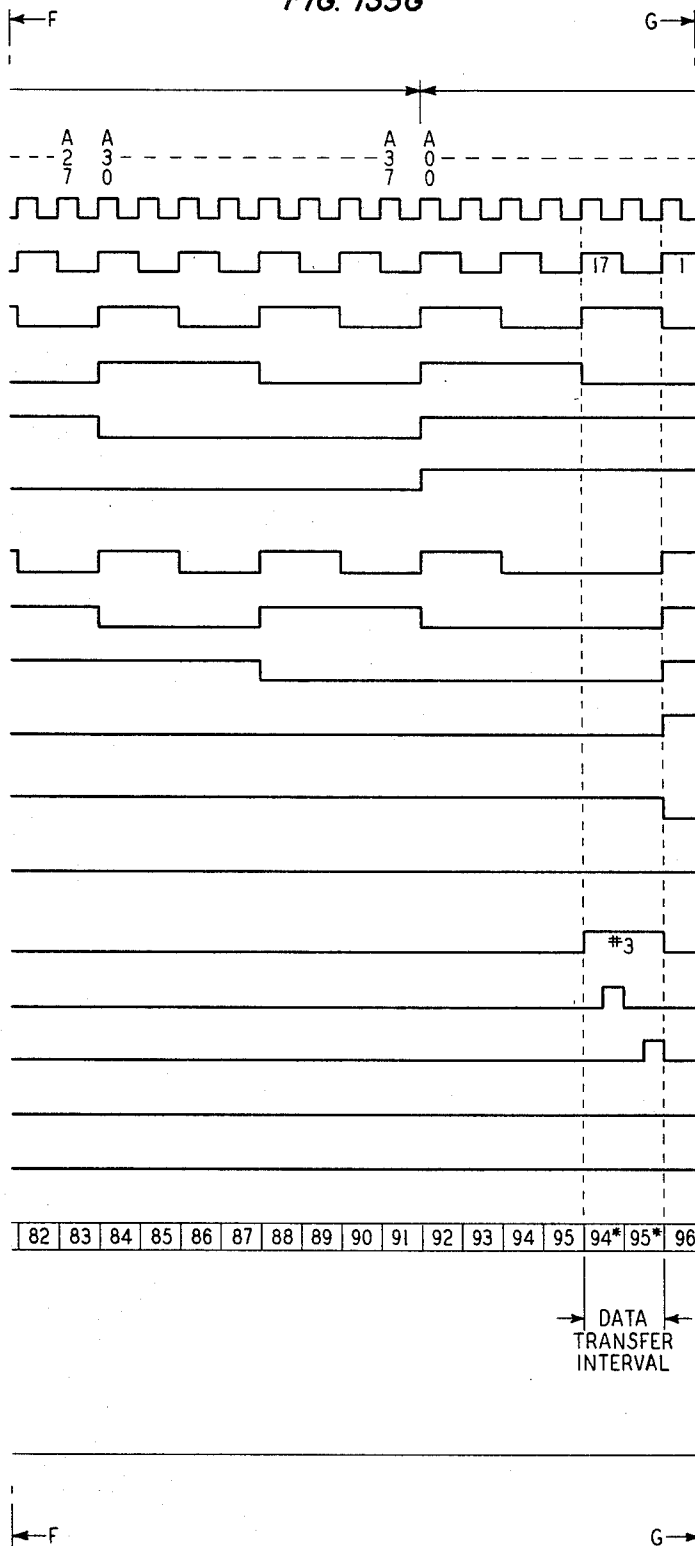 FIG. 155G
F G
A A A A
2 3 3 0
7 0 7 0
17 1
#3
82 83 84 85 86 87 88 89 90 91 92 93 94 95 94* 95* 96
DATA
TRANSFER
INTERVAL
F G